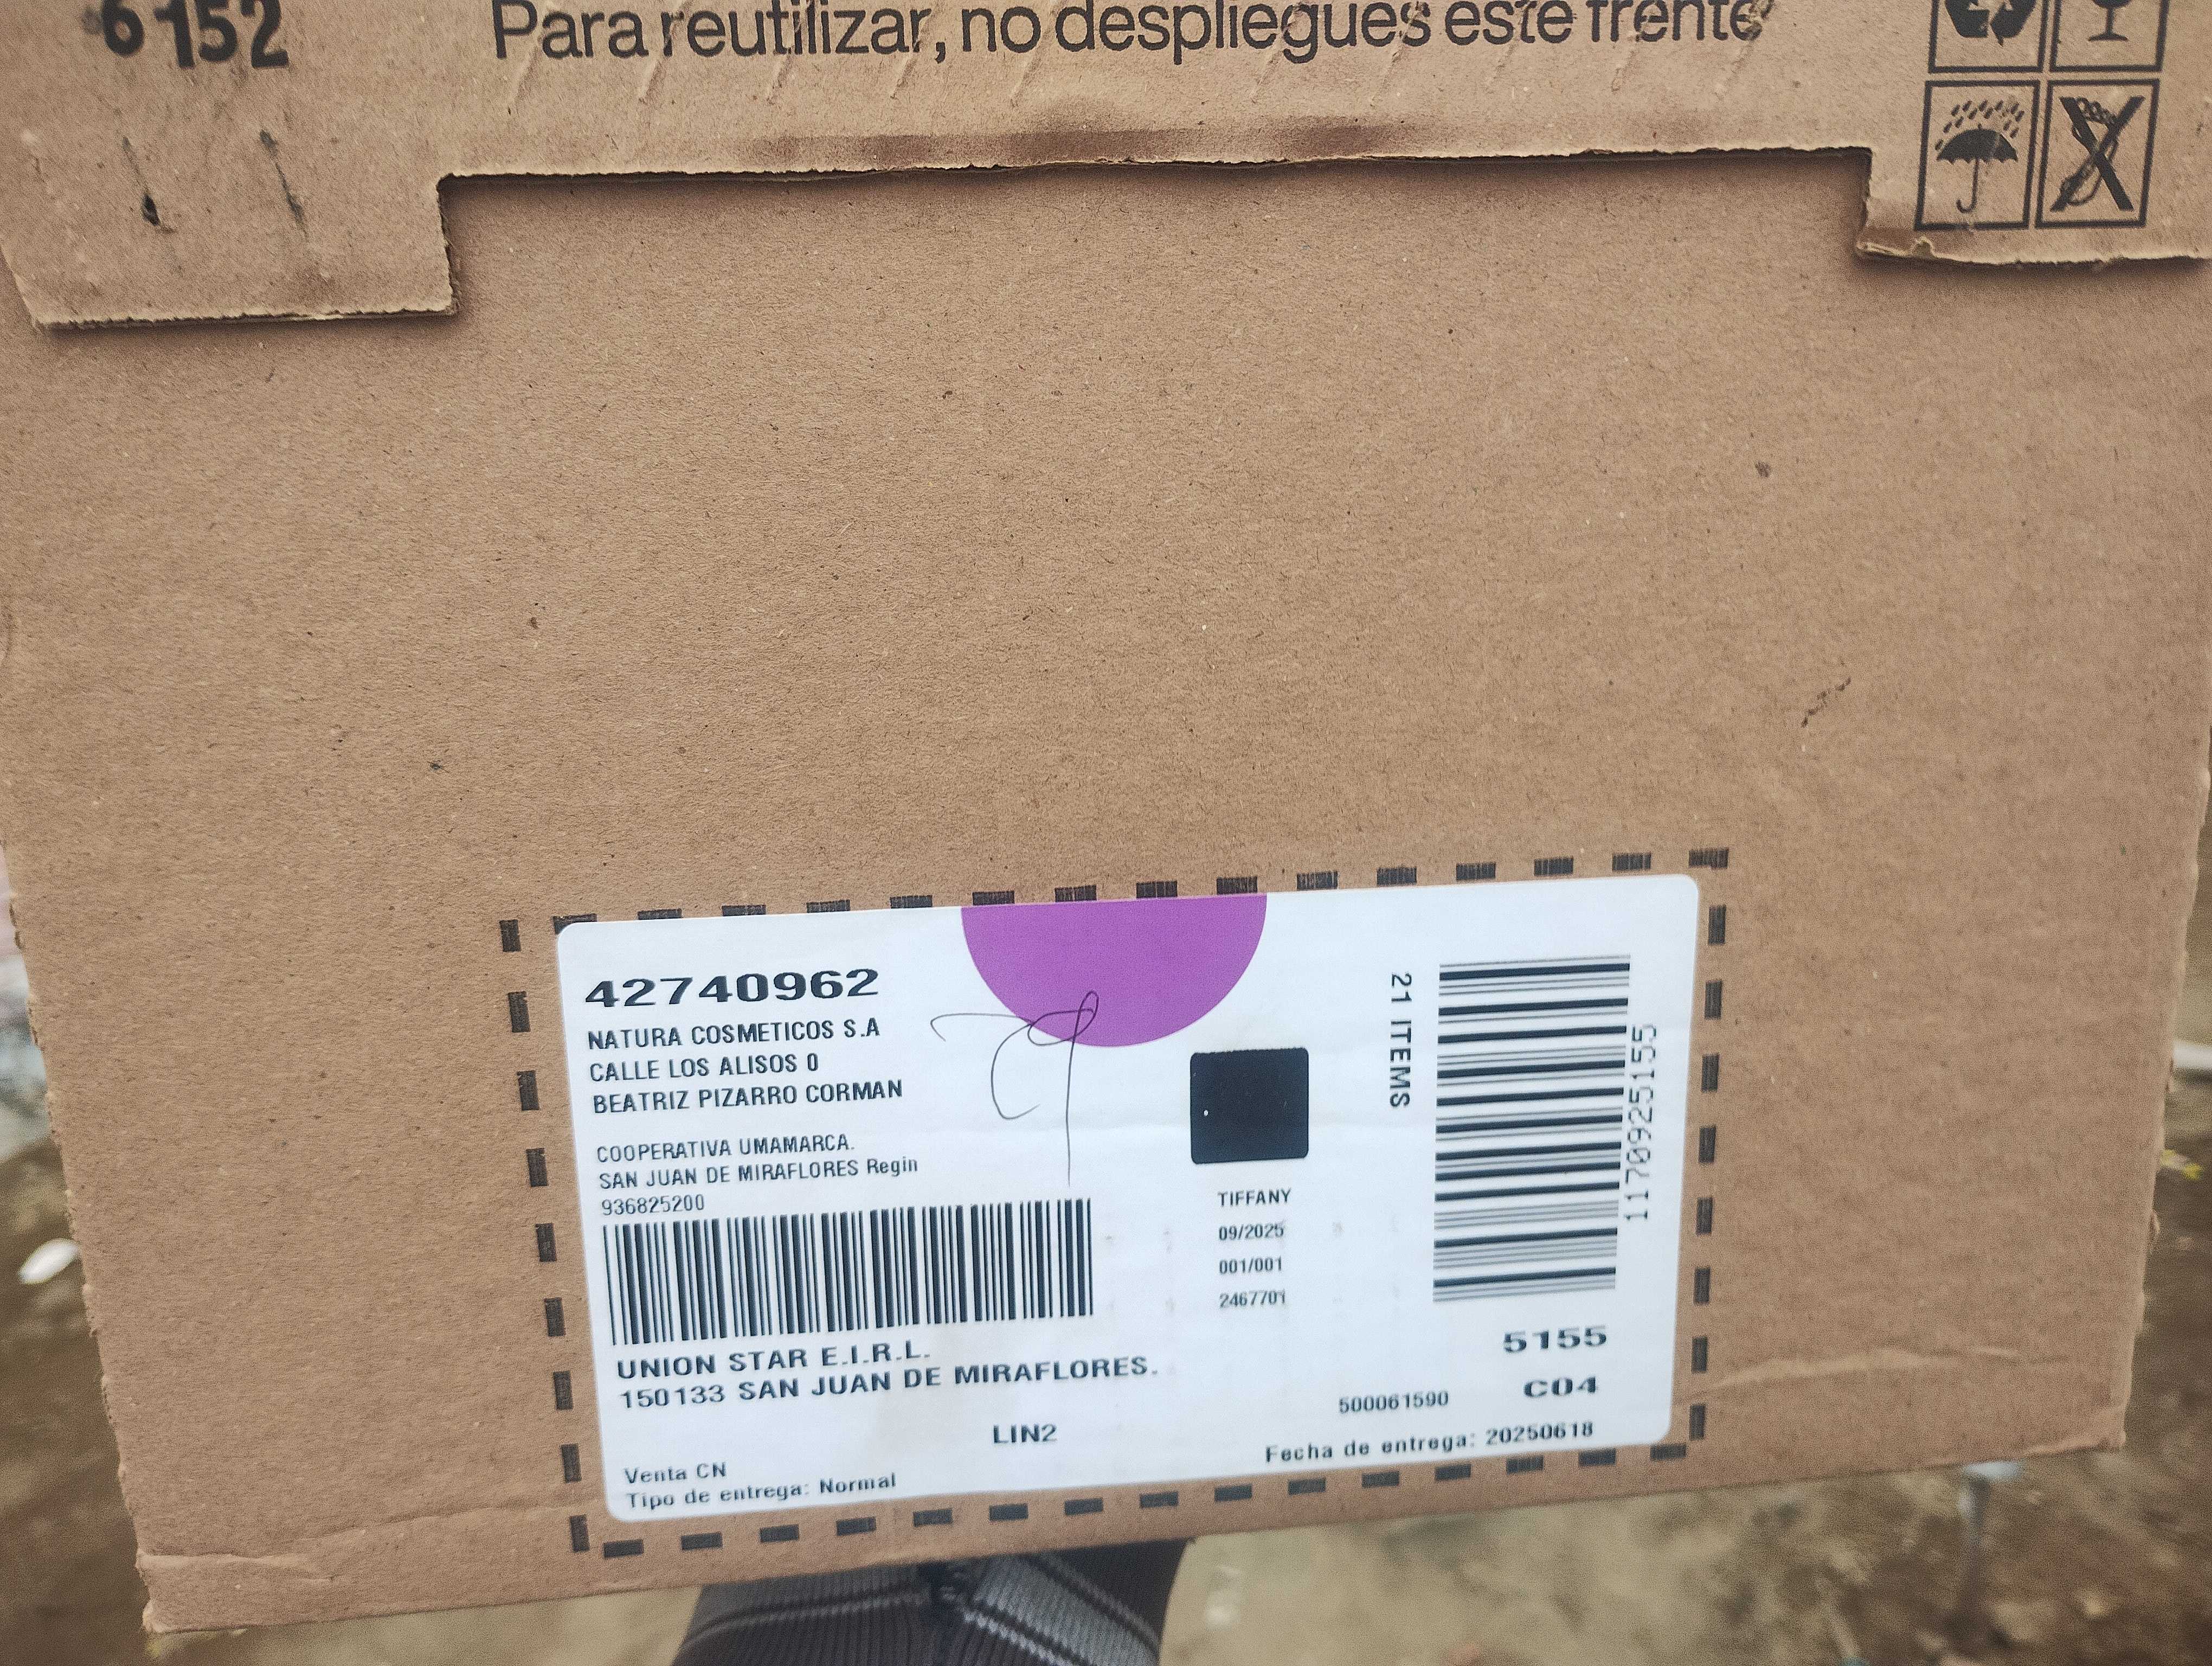 6152
Para reutilizar, no despliegues este frente
42740962
NATURA COSMETICOS S.A
CALLE LOS ALISOS 0
BEATRIZ PIZARRO CORMAN
COOPERATIVA UMAMARCA.
SAN JUAN DE MIRAFLORES Regin
936825200
UNION STAR E.I.R.L.
150133 SAN JUAN DE MIRAFLORES.
LIN2
Venta CN
Tipo de entrega: Normal
TIFFANY
09/2025
001/001
2467701
21 ITEMS
1170925155
5155
C04
500061590
Fecha de entrega: 20250618